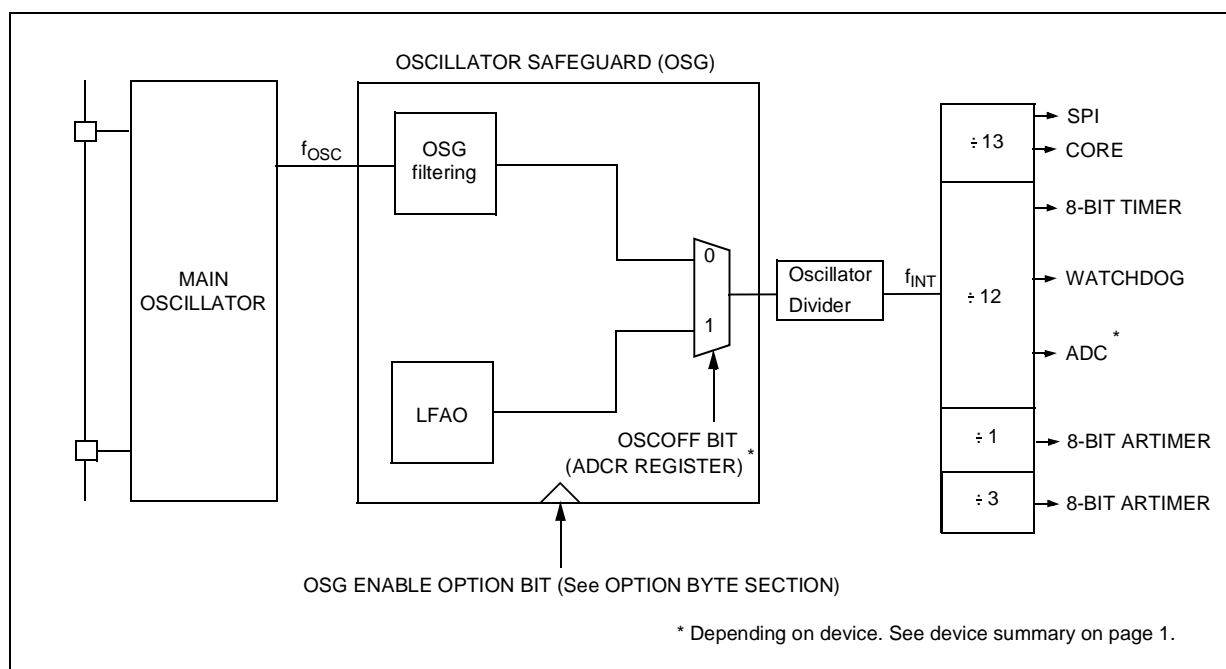 OSCILLATOR SAFEGUARD (OSG)
MAIN
OSCILLATOR
fOSC
OSG
filtering
LFAO
0
1
OSCOFF BIT
(ADCR REGISTER) *
Oscillator
Divider
fINT
÷ 13
÷ 12
÷ 1
÷ 3
SPI
CORE
8-BIT TIMER
WATCHDOG
ADC *
8-BIT ARTIMER
8-BIT ARTIMER
OSG ENABLE OPTION BIT (See OPTION BYTE SECTION)
* Depending on device. See device summary on page 1.